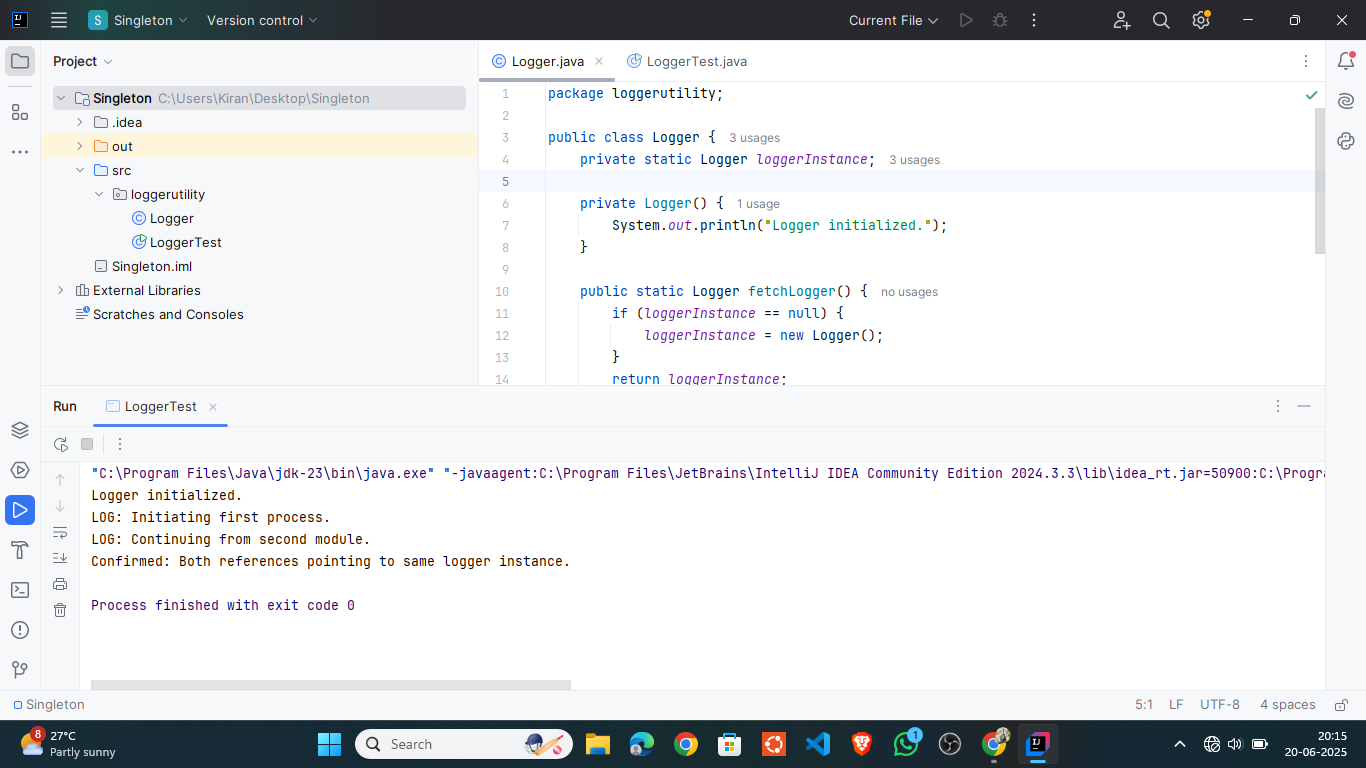 S Singleton Version control Current File
Project
Logger.java LoggerTest.java
Singleton C:\Users\Kiran\Desktop\Singleton
.idea
out
src
loggerutility
Logger
LoggerTest
Singleton.iml
External Libraries
Scratches and Consoles
1 package loggerutility;
2
3 public class Logger { 3 usages
4 private static Logger loggerInstance; 3 usages
5
6 private Logger() { 1 usage
7 System.out.println("Logger initialized.");
8 }
9
10 public static Logger fetchLogger() { no usages
11 if (loggerInstance == null) {
12 loggerInstance = new Logger();
13 }
14 return loggerInstance;
Run LoggerTest
"C:\Program Files\Java\jdk-23\bin\java.exe" "-javaagent:C:\Program Files\JetBrains\IntelliJ IDEA Community Edition 2024.3.3\lib\idea_rt.jar=50900:C:\Progra
Logger initialized.
LOG: Initiating first process.
LOG: Continuing from second module.
Confirmed: Both references pointing to same logger instance.
Process finished with exit code 0
Singleton 5:1 LF UTF-8 4 spaces
8 27°C
Partly sunny
Search
1
20:15
20-06-2025